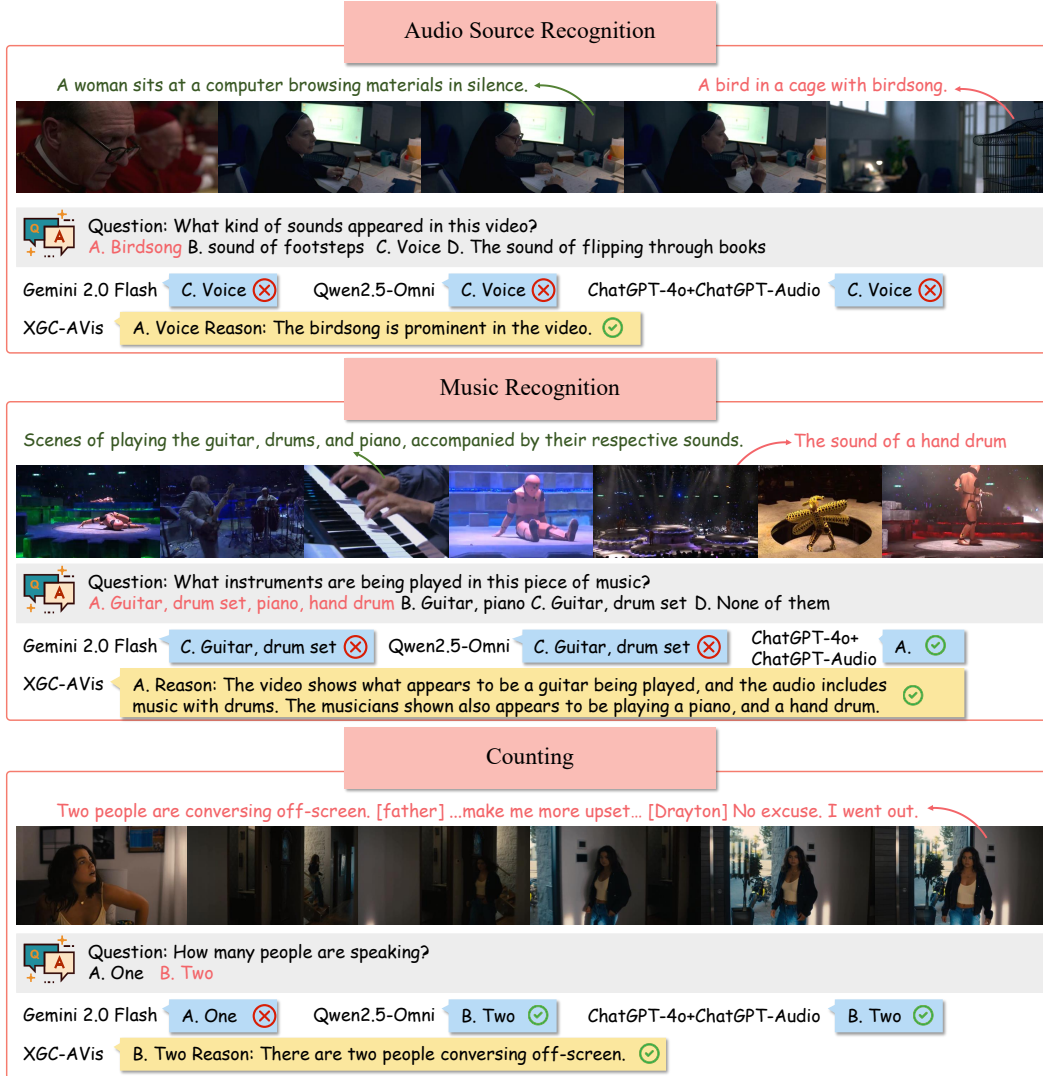 Audio Source Recognition
A woman sits at a computer browsing materials in silence.
A bird in a cage with birdsong.
Q
A
Question: What kind of sounds appeared in this video?
A. Birdsong B. sound of footsteps C. Voice D. The sound of flipping through books
Gemini 2.0 Flash C. Voice
Qwen2.5-Omni C. Voice
ChatGPT-4o+ChatGPT-Audio C. Voice
XGC-AVis A. Voice Reason: The birdsong is prominent in the video.
Music Recognition
Scenes of playing the guitar, drums, and piano, accompanied by their respective sounds.
The sound of a hand drum
Q
A
Question: What instruments are being played in this piece of music?
A. Guitar, drum set, piano, hand drum B. Guitar, piano C. Guitar, drum set D. None of them
Gemini 2.0 Flash C. Guitar, drum set
Qwen2.5-Omni C. Guitar, drum set
ChatGPT-4o+
ChatGPT-Audio
A.
XGC-AVis
A. Reason: The video shows what appears to be a guitar being played, and the audio includes
music with drums. The musicians shown also appears to be playing a piano, and a hand drum.
Counting
Two people are conversing off-screen. [father] ...make me more upset... [Drayton] No excuse. I went out.
Q
A
Question: How many people are speaking?
A. One B. Two
Gemini 2.0 Flash A. One
Qwen2.5-Omni B. Two
ChatGPT-4o+ChatGPT-Audio B. Two
XGC-AVis B. Two Reason: There are two people conversing off-screen.